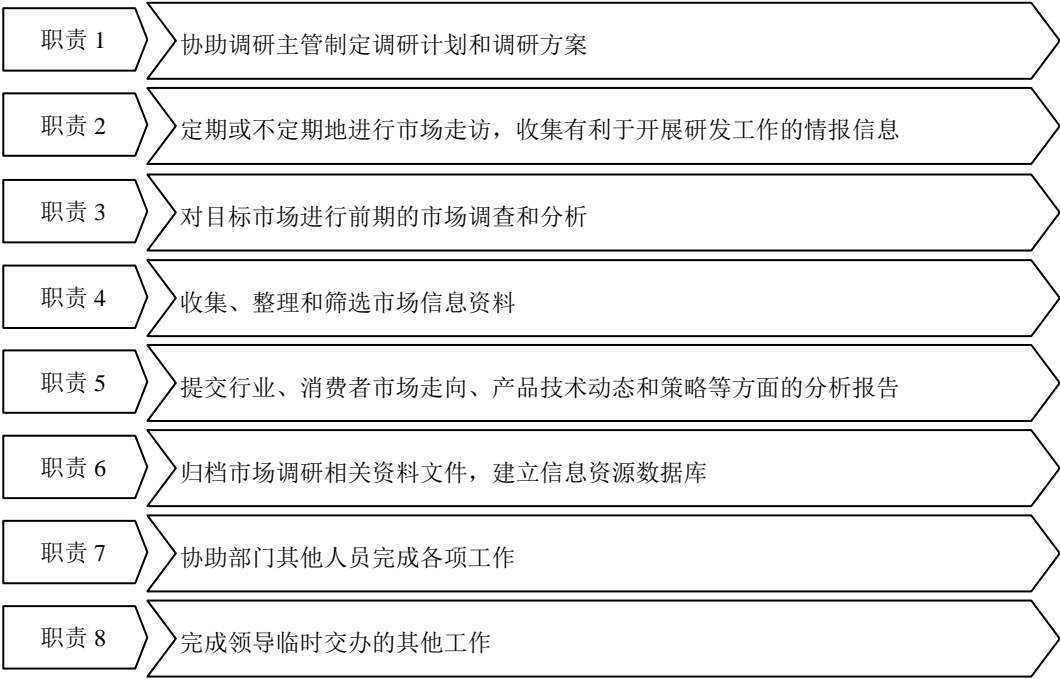 职责 1 协助调研主管制定调研计划和调研方案
职责 2 定期或不定期地进行市场走访，收集有利于开展研发工作的情报信息
职责 3 对目标市场进行前期的市场调查和分析
职责 4 收集、整理和筛选市场信息资料
职责 5 提交行业、消费者市场走向、产品技术动态和策略等方面的分析报告
职责 6 归档市场调研相关资料文件，建立信息资源数据库
职责 7 协助部门其他人员完成各项工作
职责 8 完成领导临时交办的其他工作